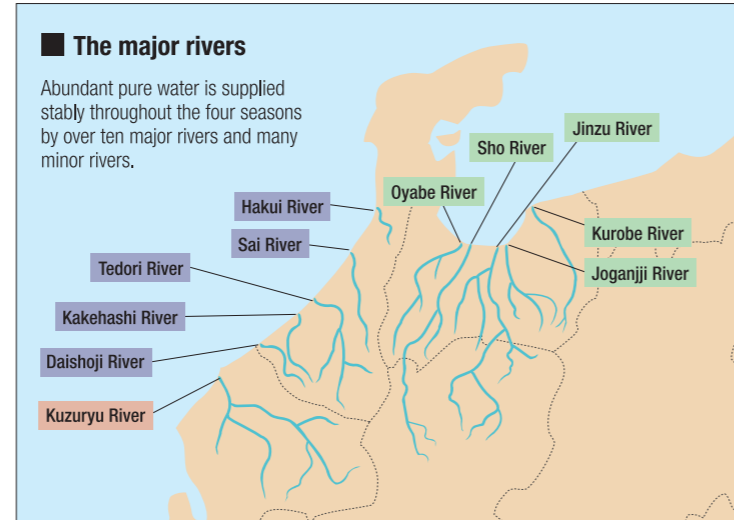 ■ The major rivers
Abundant pure water is supplied
stably throughout the four seasons
by over ten major rivers and many
minor rivers.
Jinzu River
Sho River
Oyabe River
Hakui River
Kurobe River
Sai River
Tedori River
Joganjji River
Kakehashi River
Daishoji River
Kuzuryu River